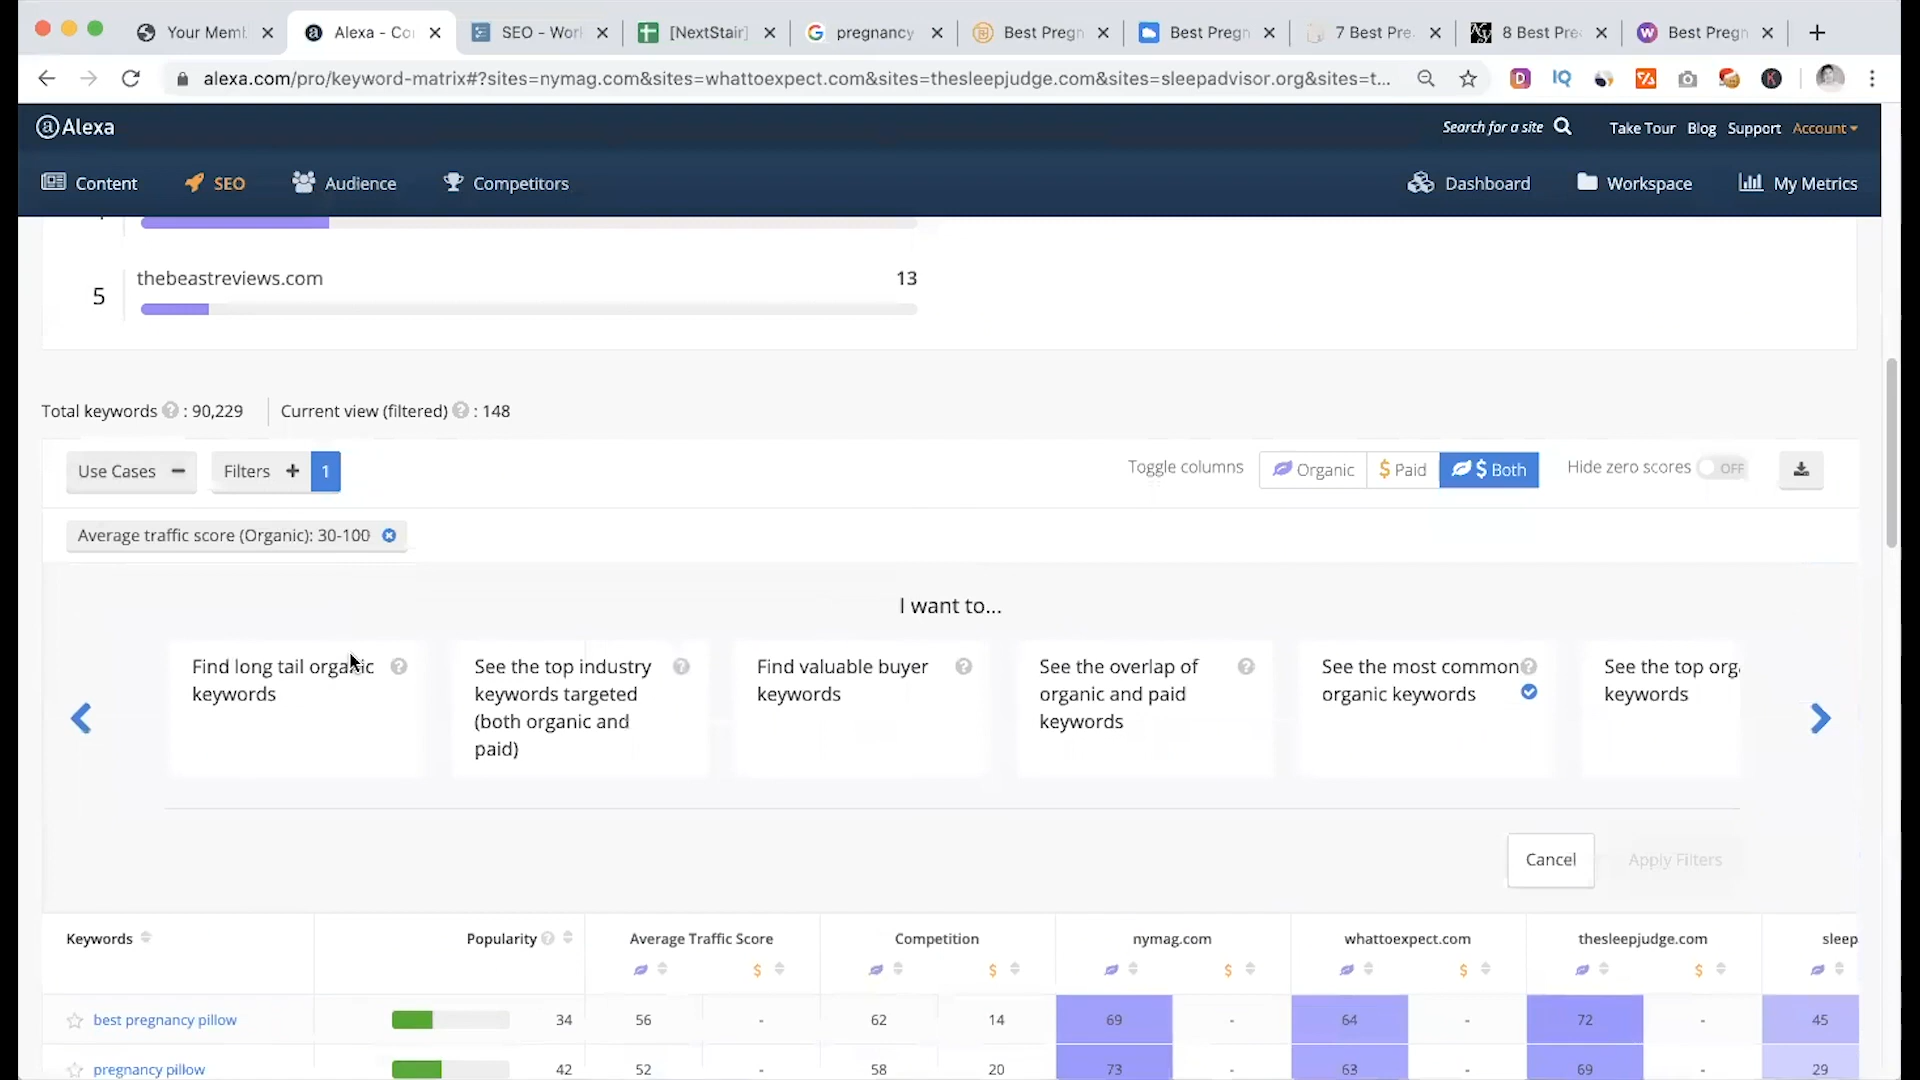 Your Meml
Alexa - Co
SEO - Worl
[NextStair]
pregnancy
Best Pregn
Best Pregn
7 Best Pre
8 Best Pre
Best Pregn
alexa.com/pro/keyword-matrix#?sites=nymag.com&sites=whattoexpect.com&sites=thesleepjudge.com&sites=sleepadvisor.org&sites=t...
Alexa
Search for a site
Take Tour Blog Support Account
Content SEO Audience Competitors Dashboard Workspace My Metrics
5 thebeastreviews.com 13
Total keywords : 90,229 Current view (filtered) : 148
Use Cases Filters 1 Toggle columns Organic $ Paid $ Both Hide zero scores OFF
Average traffic score (Organic): 30-100
I want to...
Find long tail organic
keywords
See the top industry
keywords targeted
(both organic and
paid)
Find valuable buyer
keywords
See the overlap of
organic and paid
keywords
See the most common
organic keywords
See the top orga
keywords
Cancel Apply Filters
Keywords Popularity Average Traffic Score Competition nymag.com whattoexpect.com thesleepjudge.com sleep
$ $ $ $ $
best pregnancy pillow 34 56 - 62 14 69 - 64 - 72 - 45
pregnancy pillow 42 52 - 58 20 73 - 63 - 69 - 29